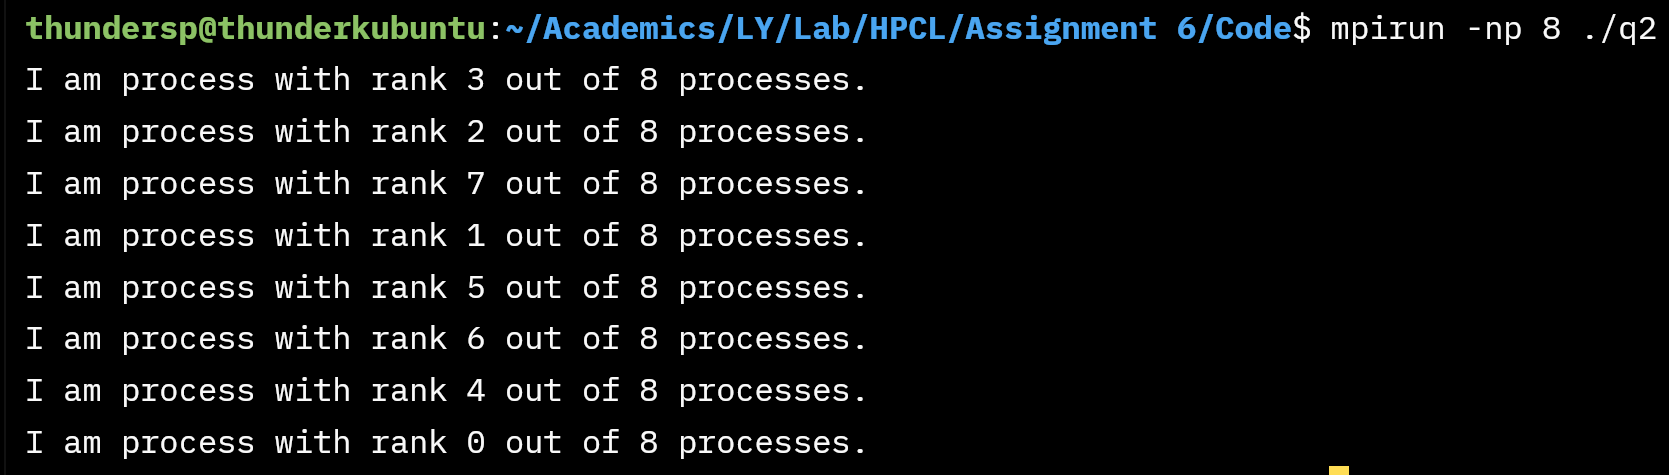 thundersp@thunderkubuntu:~/Academics/LY/Lab/HPCL/Assignment 6/Code$ mpirun -np 8 ./q2
I am process with rank 3 out of 8 processes.
I am process with rank 2 out of 8 processes.
I am process with rank 7 out of 8 processes.
I am process with rank 1 out of 8 processes.
I am process with rank 5 out of 8 processes.
I am process with rank 6 out of 8 processes.
I am process with rank 4 out of 8 processes.
I am process with rank 0 out of 8 processes.